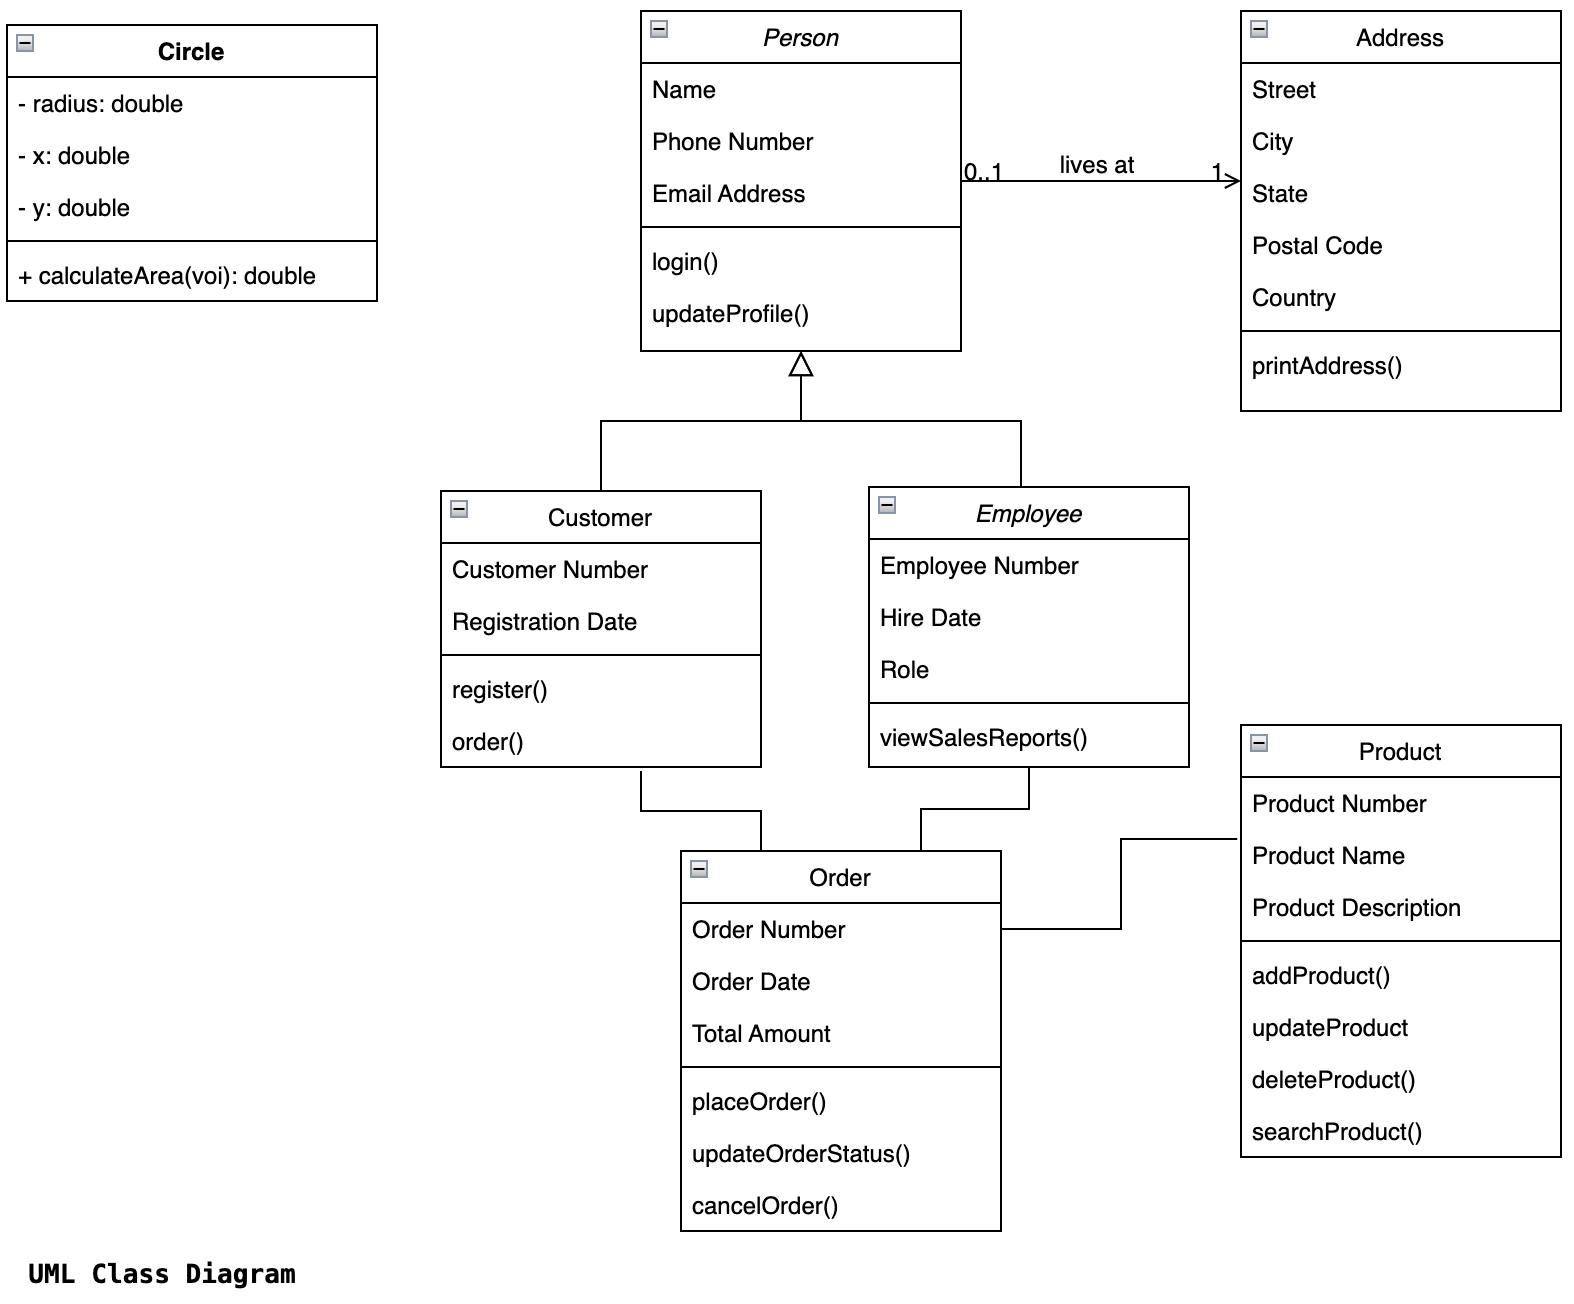 Circle
- radius: double
- x: double
- y: double
+ calculateArea(voi): double
Person
Name
Phone Number
Email Address
login()
updateProfile()
0..1
lives at
1
Address
Street
City
State
Postal Code
Country
printAddress()
Customer
Customer Number
Registration Date
register()
order()
Employee
Employee Number
Hire Date
Role
viewSalesReports()
Order
Order Number
Order Date
Total Amount
placeOrder()
updateOrderStatus()
cancelOrder()
Product
Product Number
Product Name
Product Description
addProduct()
updateProduct
deleteProduct()
searchProduct()
UML Class Diagram